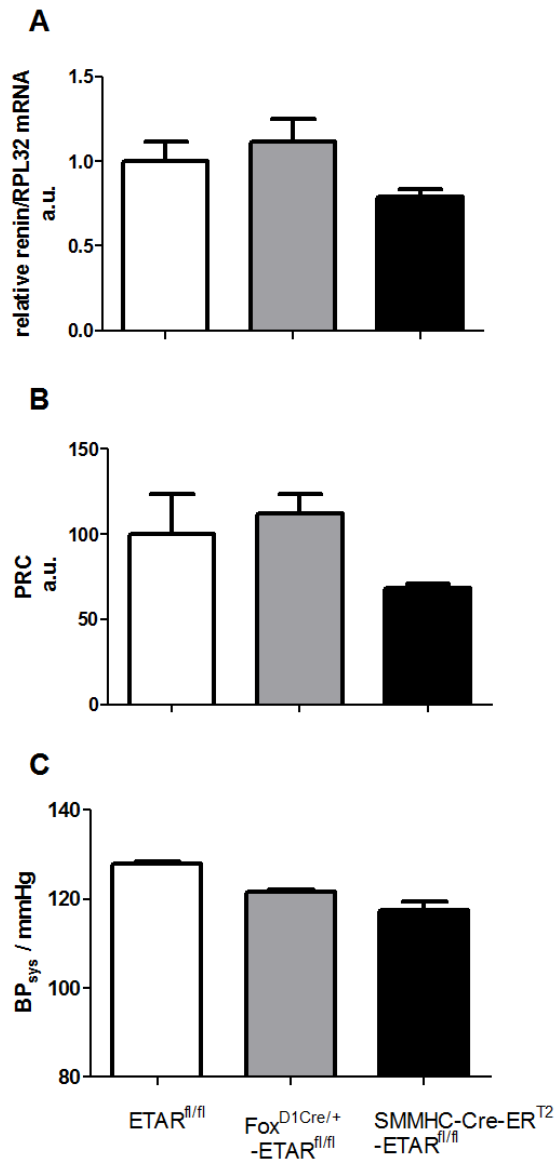 A
relative renin/RPL32 mRNA
a.u.
1.5
1.0
0.5
0.0
B
PRC
a.u.
150
100
50
0
C
BPsys / mmHg
140
120
100
80
ETARfl/fl
FoxD1Cre/+
-ETARfl/fl
SMMHC-Cre-ERT2
-ETARfl/fl